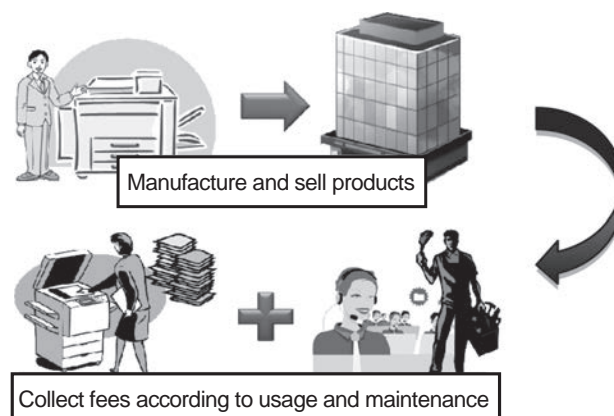 Manufacture and sell products
Collect fees according to usage and maintenance